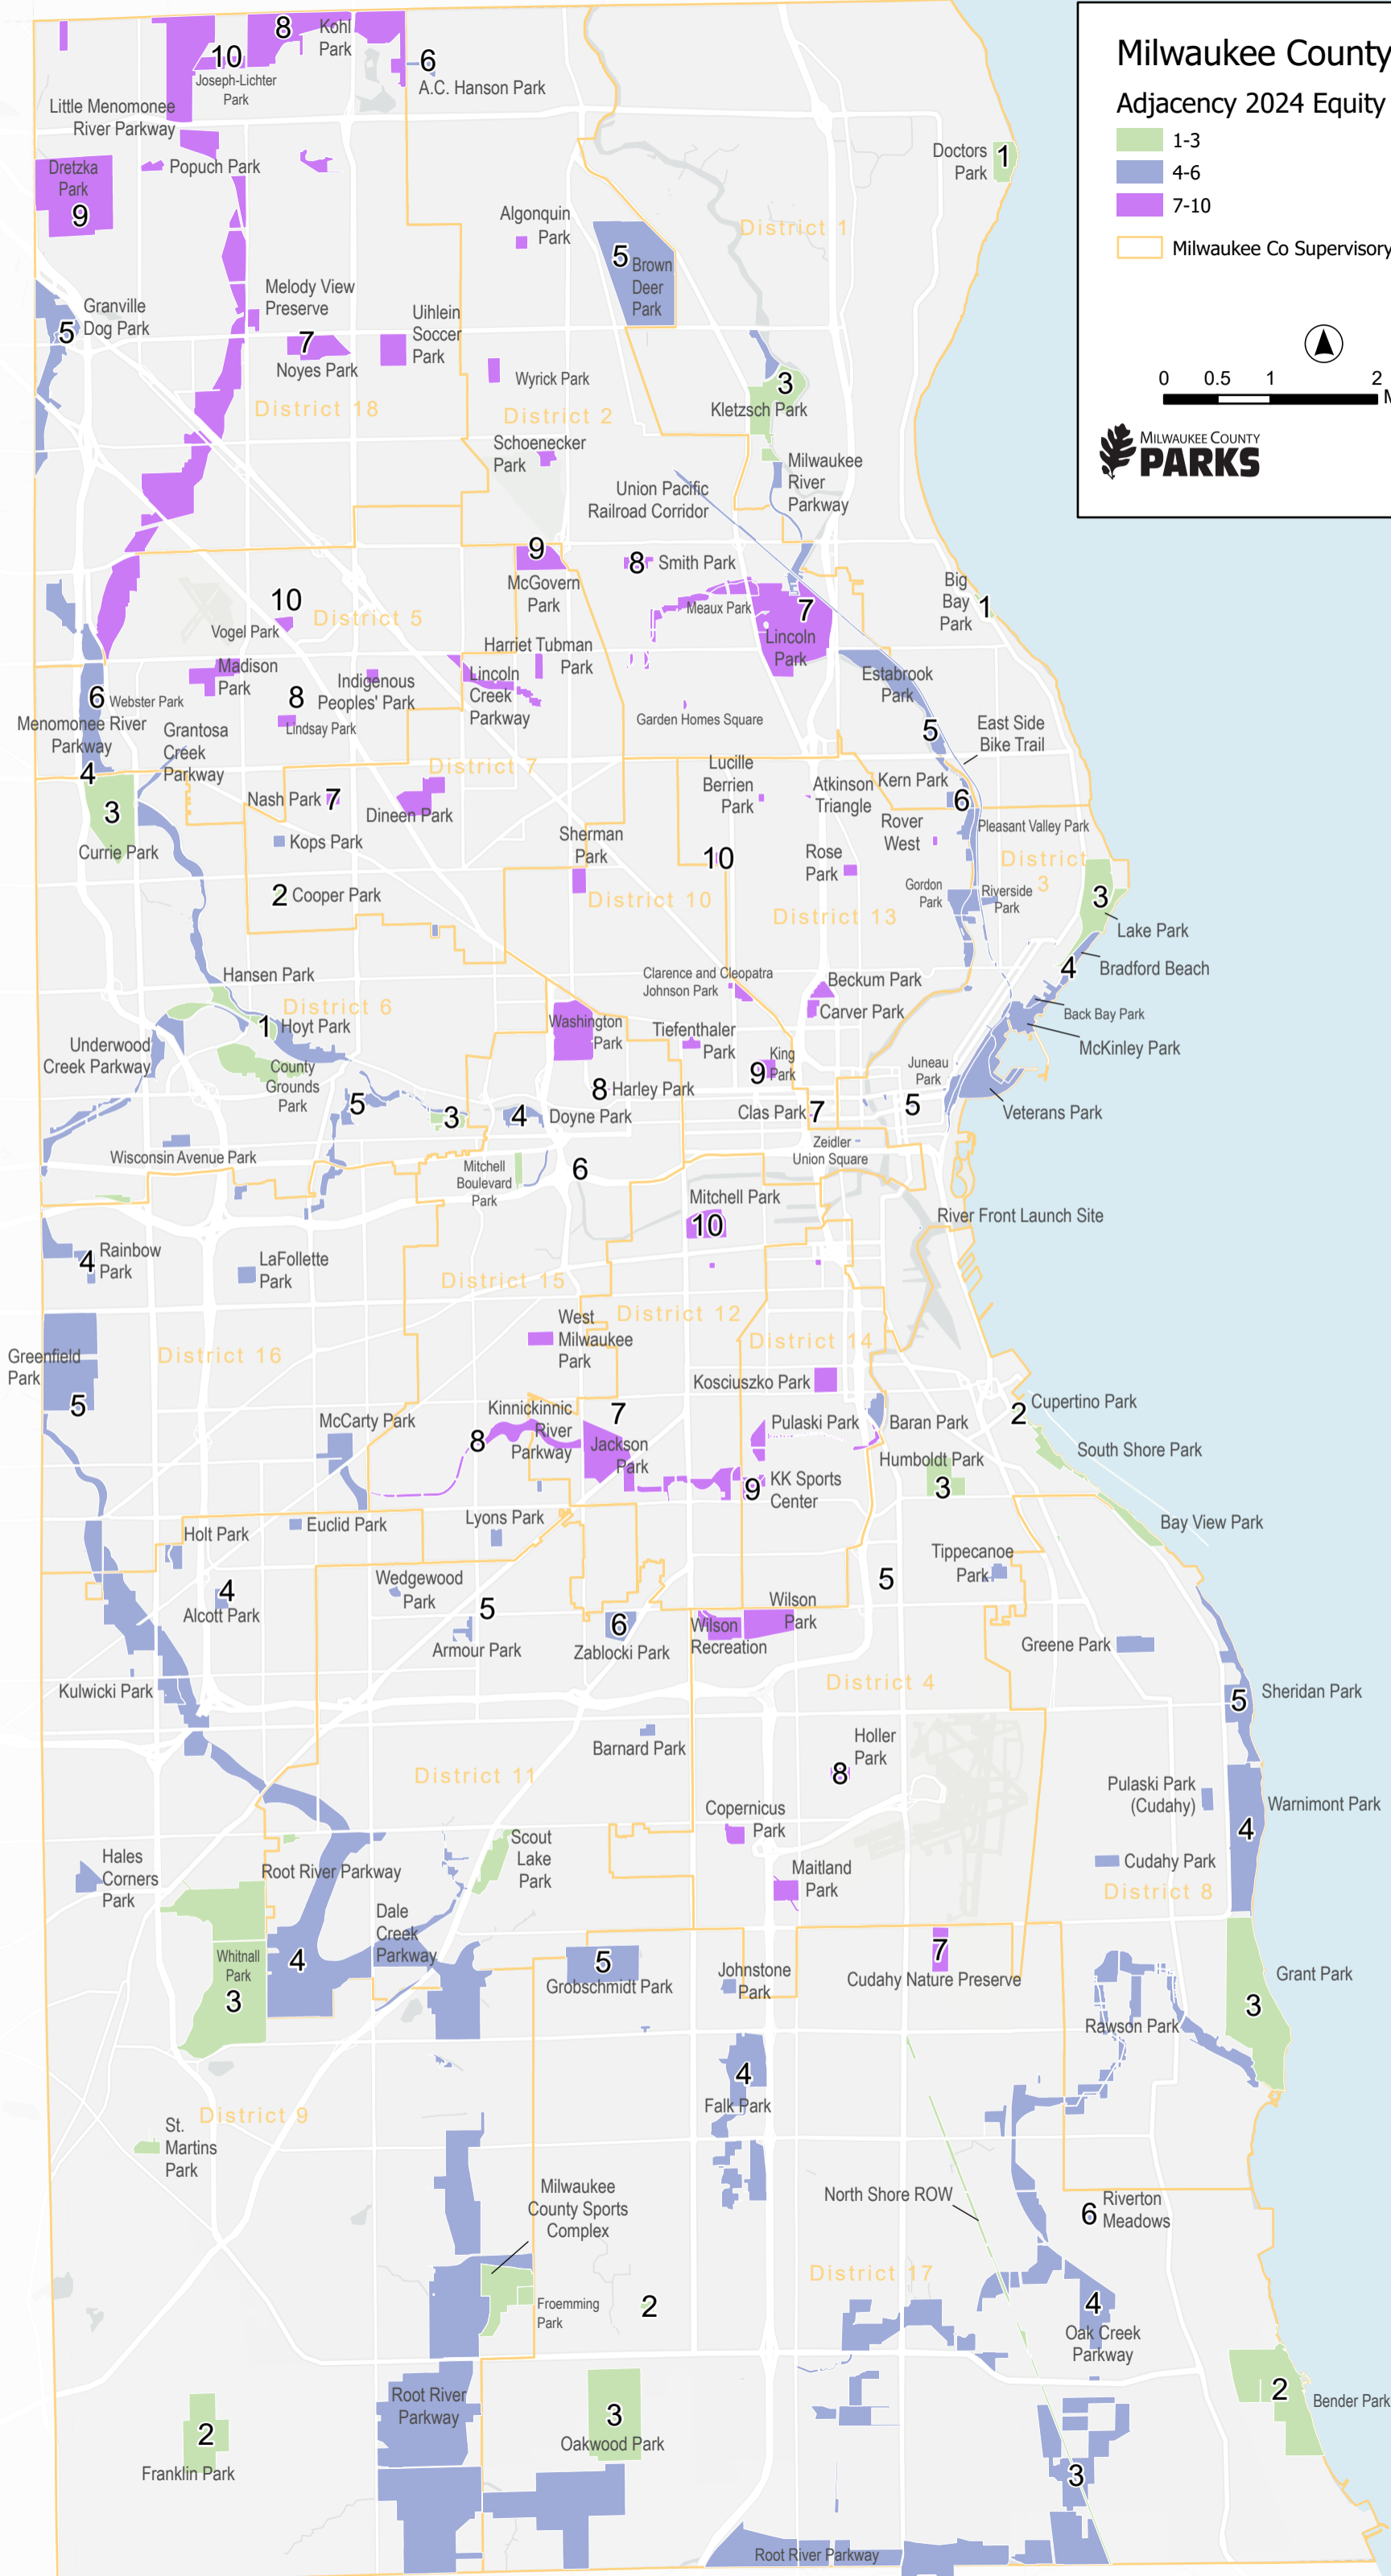 Milwaukee County
Adjacency 2024 Equity
1-3
4-6
7-10
Milwaukee Co Supervisory
0 0.5 1 2
MILWAUKEE COUNTY
PARKS
8
Kohl
Park
10
Joseph-Lichter
Park
6
A.C. Hanson Park
Little Menomonee
River Parkway
Popuch Park
Dretzka
Park
9
Doctors
Park
1
District 1
Algonquin
Park
5
Brown
Deer
Park
Granville
Dog Park
5
Melody View
Preserve
7
Noyes Park
Uihlein
Soccer
Park
Wyrick Park
3
Kletzsch Park
District 18
District 2
Schoenecker
Park
Milwaukee
River
Parkway
Union Pacific
Railroad Corridor
9
McGovern
Park
8
Smith Park
Big
Bay
Park
1
10
Vogel Park
District 5
Meaux Park
7
Lincoln
Park
Harriet Tubman
Park
Madison
Park
Indigenous
Peoples' Park
Lincoln
Creek
Parkway
Estabrook
Park
5
6
Webster Park
8
Lindsay Park
Menomonee River
Parkway
Grantosa
Creek
Parkway
Garden Homes Square
East Side
Bike Trail
4
3
Currie Park
District 7
Nash Park
7
Dineen Park
Lucille
Berrien
Park
Atkinson
Triangle
Kern Park
6
Kops Park
Sherman
Park
Rover
West
Pleasant Valley Park
10
Rose
Park
District
3
2
Cooper Park
District 10
District 13
Gordon
Park
Riverside
Park
3
Lake Park
4
Bradford Beach
Hansen Park
District 6
1
Hoyt Park
Clarence and Cleopatra
Johnson Park
Beckum Park
Carver Park
Back Bay Park
McKinley Park
Washington
Park
Tiefenthaler
Park
Underwood
Creek Parkway
County
Grounds
Park
9
King
Park
Juneau
Park
8
Harley Park
5
3
4
Doyne Park
Clas Park
7
5
Veterans Park
Zeidler
Union Square
Wisconsin Avenue Park
Mitchell
Boulevard
Park
6
Mitchell Park
10
River Front Launch Site
4
Rainbow
Park
LaFollette
Park
District 15
District 12
District 14
West
Milwaukee
Park
District 16
Greenfield
Park
5
Kosciuszko Park
Cupertino Park
2
McCarty Park
8
Kinnickinnic
River
Parkway
7
Jackson
Park
Pulaski Park
Baran Park
South Shore Park
Humboldt Park
3
9
KK Sports
Center
Euclid Park
Lyons Park
Bay View Park
Holt Park
4
Alcott Park
Wedgewood
Park
5
Armour Park
6
Zablocki Park
5
Tippecanoe
Park
Wilson
Recreation
Wilson
Park
Greene Park
Kulwicki Park
District 4
5
Sheridan Park
Barnard Park
Holler
Park
8
District 11
Pulaski Park
(Cudahy)
Warnimont Park
4
Copernicus
Park
Hales
Corners
Park
Root River Parkway
Scout
Lake
Park
Maitland
Park
Cudahy Park
District 8
Dale
Creek
Parkway
Whitnall
Park
3
4
5
Grobschmidt Park
Johnstone
Park
7
Cudahy Nature Preserve
Grant Park
3
Rawson Park
4
Falk Park
District 9
St.
Martins
Park
Milwaukee
County Sports
Complex
North Shore ROW
6
Riverton
Meadows
District 17
Froemming
Park
2
4
Oak Creek
Parkway
2
Bender Park
Root River
Parkway
3
Oakwood Park
2
Franklin Park
3
Root River Parkway